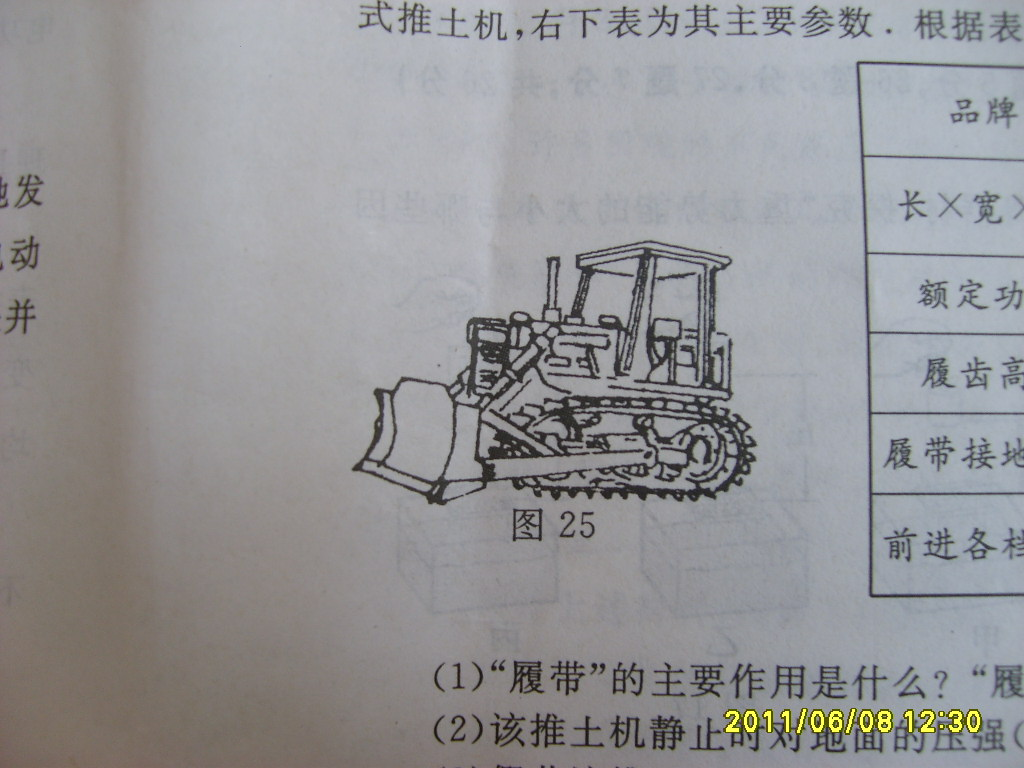 式推土机,右下表为其主要参数.根据表
品牌
地发
长×宽×
动
额定功
并
履齿高
履带接地
图25
前进各档
(1)“履带”的主要作用是什么?“履
(2)该推土机静止时对地面的压强(
2011/06/08 12:30